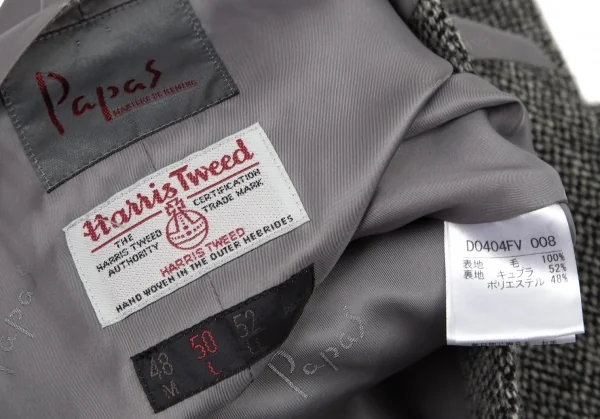 Papas
Harris Tweed
THE HARRIS TWEED AUTHORITY
CERTIFICATION TRADE MARK
HARRIS TWEED
HAND WOVEN IN THE OUTER HEBRIDES
48 50 52
M L
D0404FV 008
表地 毛 100%
裏地 キュプラ 52%
ポリエステル 48%
Papas
Papas